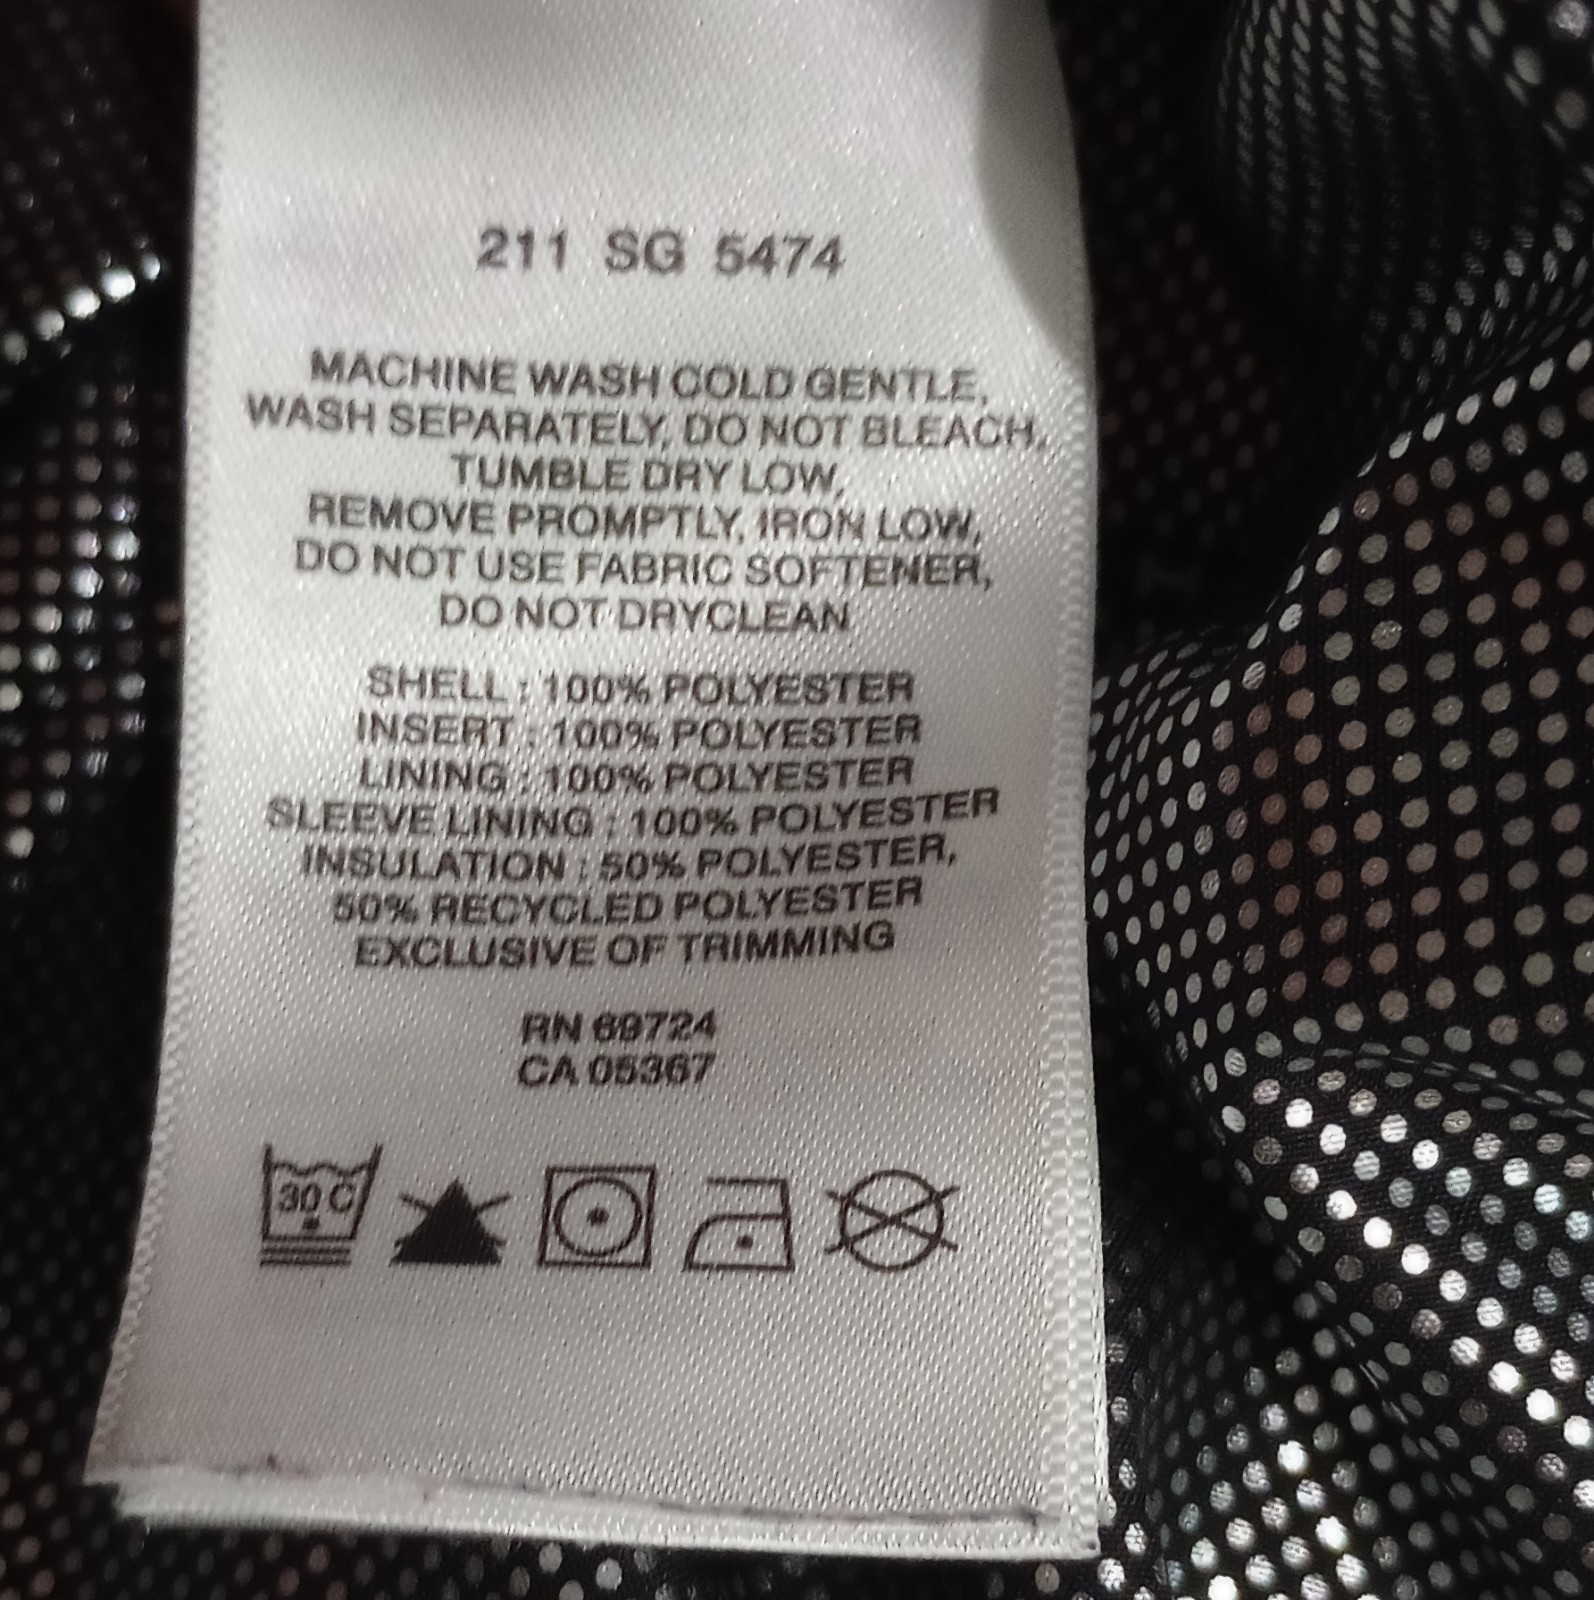 211 SG 5474
MACHINE WASH COLD GENTLE,
WASH SEPARATELY, DO NOT BLEACH,
TUMBLE DRY LOW,
REMOVE PROMPTLY, IRON LOW,
DO NOT USE FABRIC SOFTENER,
DO NOT DRYCLEAN
SHELL : 100% POLYESTER
INSERT : 100% POLYESTER
LINING : 100% POLYESTER
SLEEVE LINING : 100% POLYESTER
INSULATION : 50% POLYESTER,
50% RECYCLED POLYESTER
EXCLUSIVE OF TRIMMING
RN 69724
CA 05367
30 C